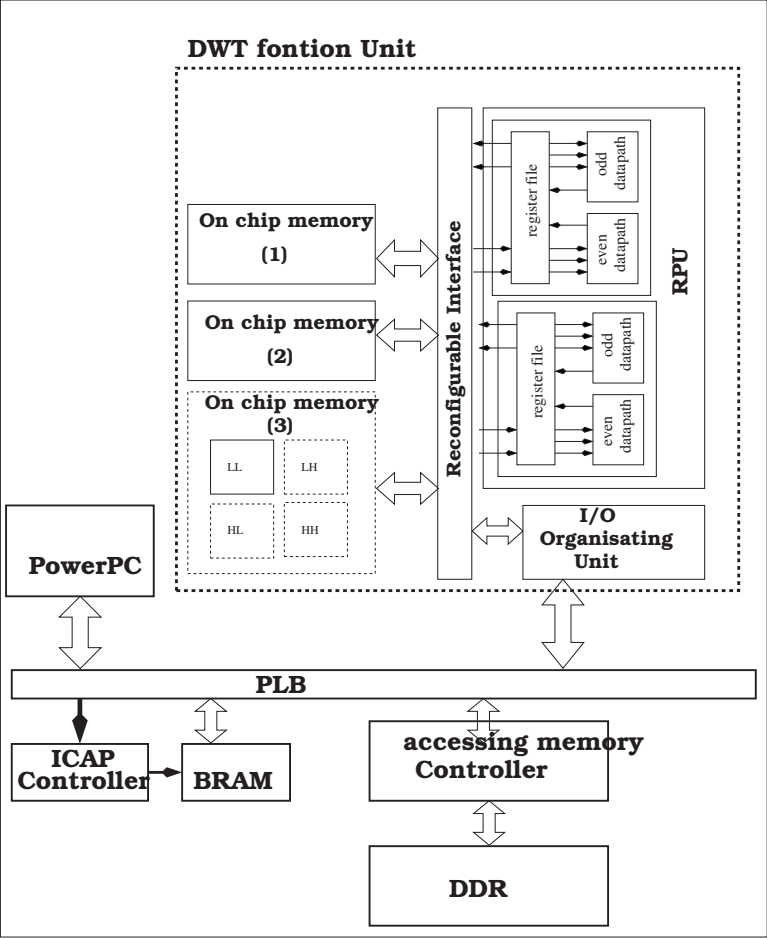 DWT fontion Unit
On chip memory
(1)
On chip memory
(2)
On chip memory
(3)
LL
LH
HL
HH
Reconfigurable Interface
register file
odd
datapath
even
datapath
register file
odd
datapath
even
datapath
RPU
I/O
Organisating
Unit
PowerPC
PLB
ICAP
Controller
BRAM
accessing memory
Controller
DDR